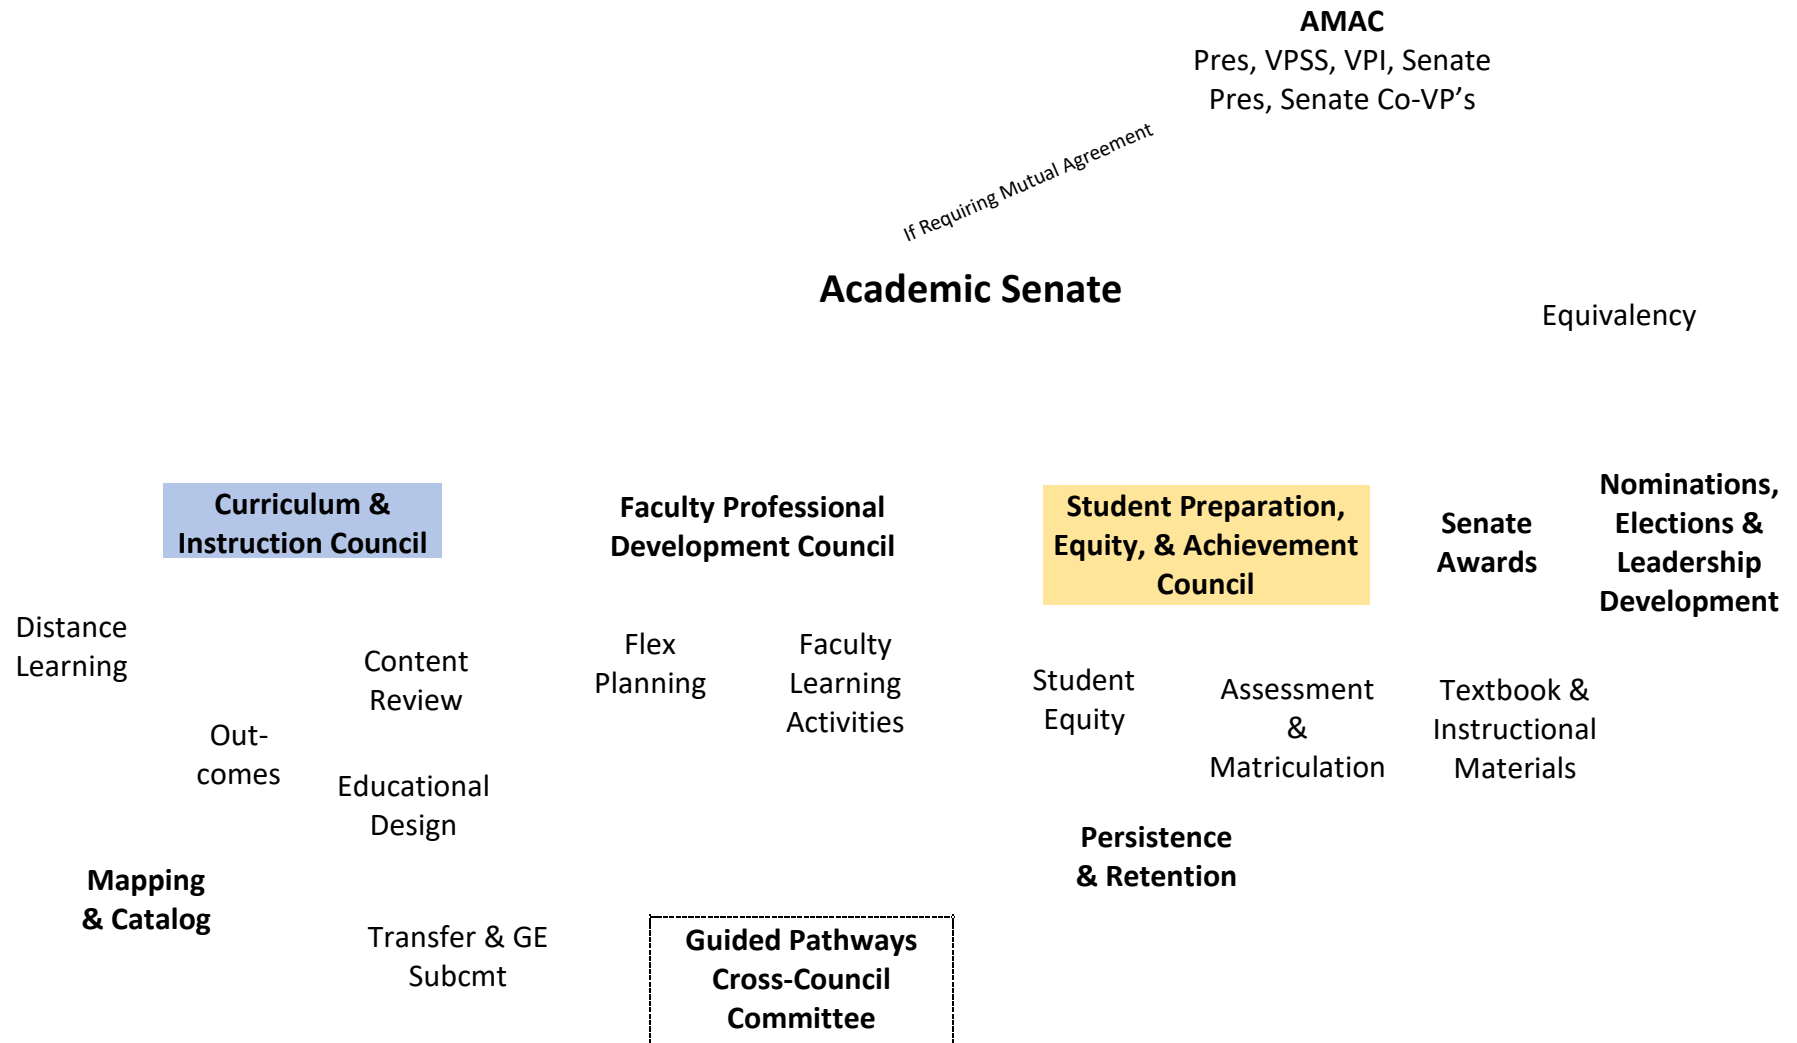 AMAC
Pres, VPSS, VPI, Senate
Pres, Senate Co-VP’s
If Requiring Mutual Agreement
Academic Senate
Equivalency
Curriculum &
Instruction Council
Faculty Professional
Development Council
Student Preparation,
Equity, & Achievement
Council
Senate
Awards
Nominations,
Elections &
Leadership
Development
Distance
Learning
Content
Review
Flex
Planning
Faculty
Learning
Activities
Student
Equity
Assessment
&
Matriculation
Textbook &
Instructional
Materials
Out-
comes
Educational
Design
Persistence
& Retention
Mapping
& Catalog
Transfer & GE
Subcmt
Guided Pathways
Cross-Council
Committee